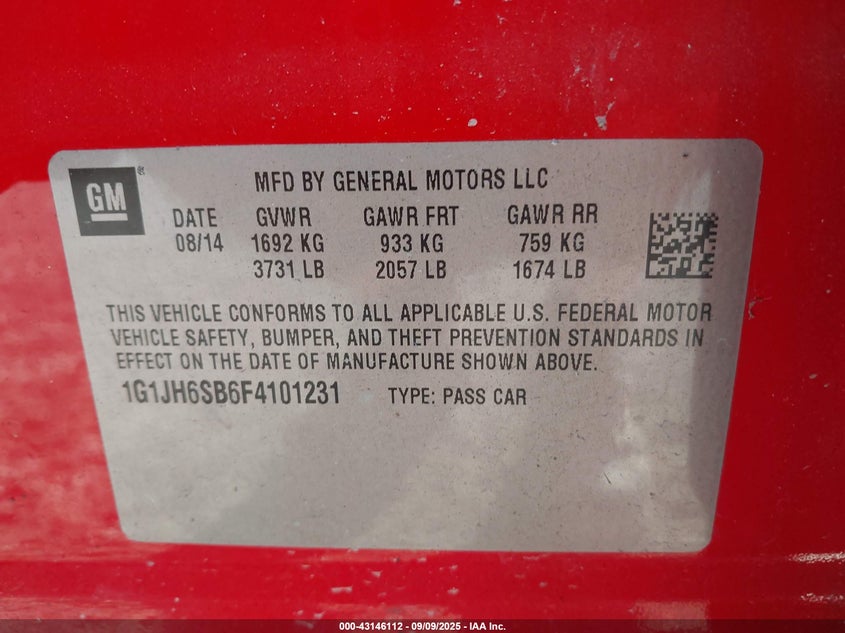 GM®
MFD BY GENERAL MOTORS LLC
DATE GVWR GAWR FRT GAWR RR
08/14 1692 KG 933 KG 759 KG
3731 LB 2057 LB 1674 LB
THIS VEHICLE CONFORMS TO ALL APPLICABLE U.S. FEDERAL MOTOR
VEHICLE SAFETY, BUMPER, AND THEFT PREVENTION STANDARDS IN
EFFECT ON THE DATE OF MANUFACTURE SHOWN ABOVE.
1G1JH6SB6F4101231 TYPE: PASS CAR
000-43146112 - 09/09/2025 - IAA Inc.